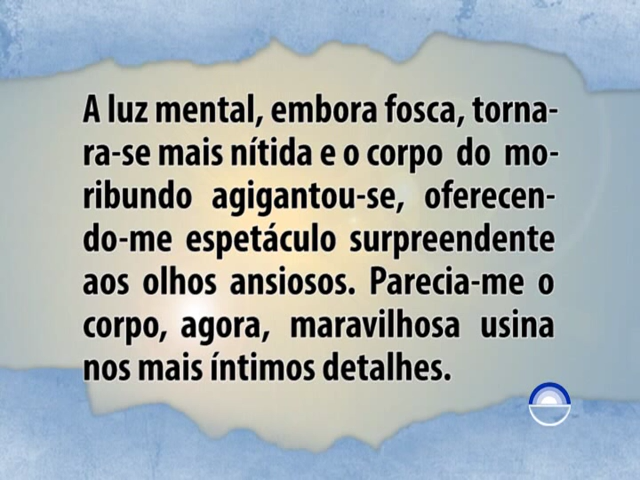 A luz mental, embora fosca, torna-
ra-se mais nítida e o corpo do mo-
ribundo agigantou-se, oferecen-
do-me espetáculo surpreendente
aos olhos ansiosos. Parecia-me o
corpo, agora, maravilhosa usina
nos mais íntimos detalhes.